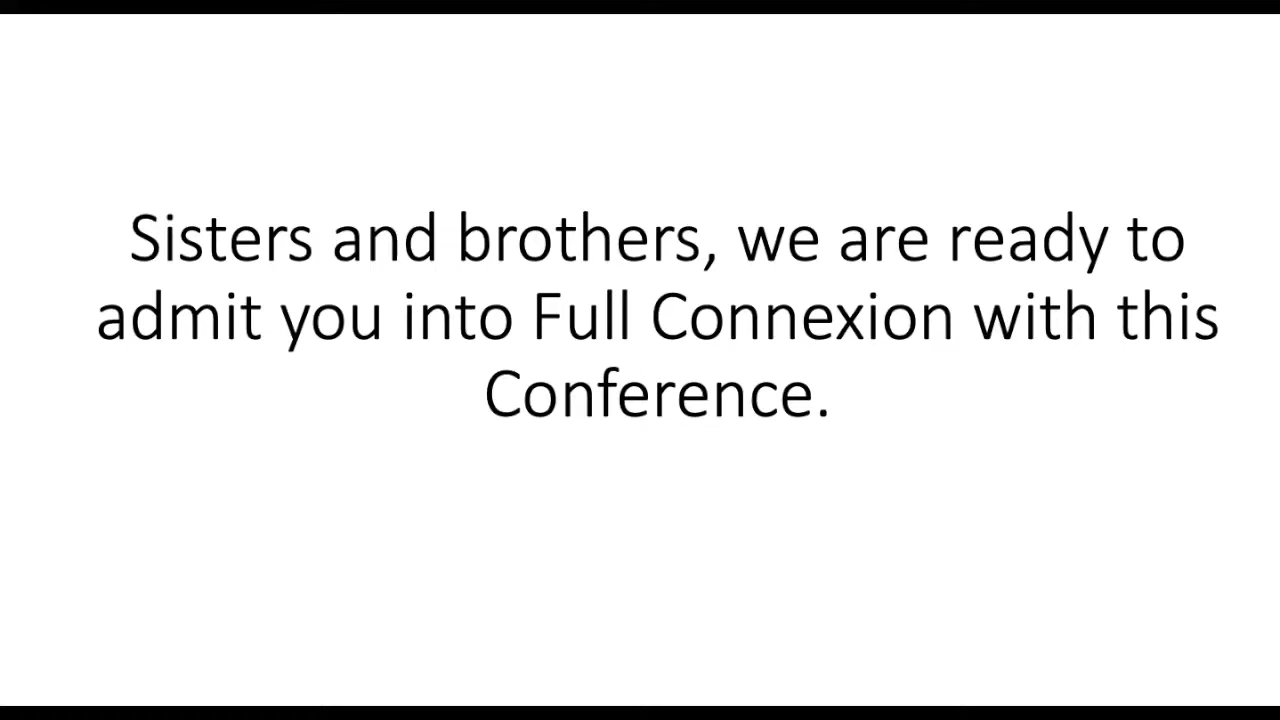 Sisters and brothers, we are ready to
admit you into Full Connexion with this
Conference.